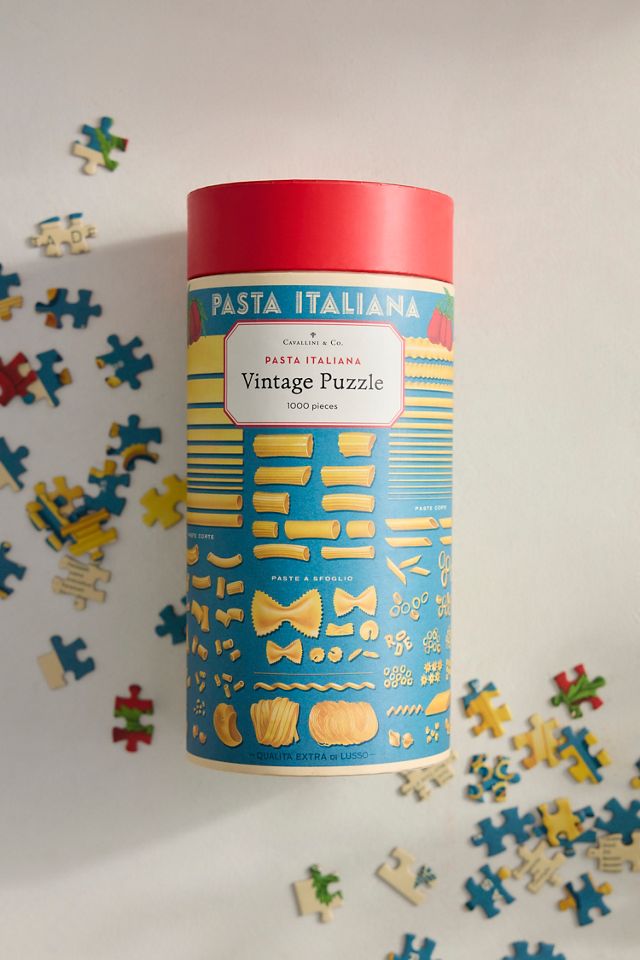 PASTA ITALIANA
CAVALLINI & CO.
PASTA ITALIANA
Vintage Puzzle
1000 pieces
PASTE CORTE
PASTE CORTE
PASTE A SFOGLIO
QUALITA EXTRA DI LUSSO